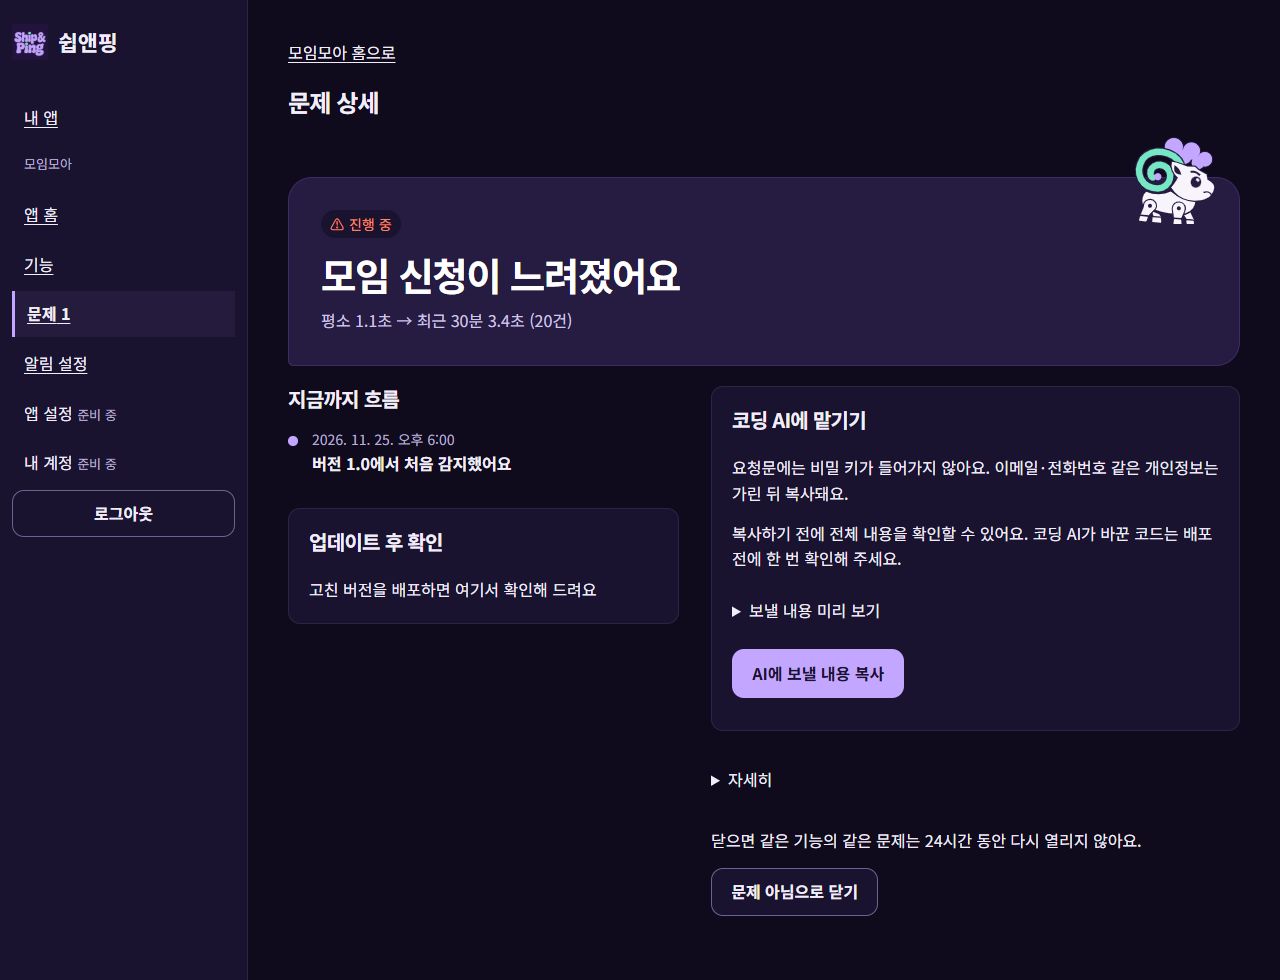 Ship&
Ping
쉽앤핑
내 앱
모임모아
앱 홈
기능
문제 1
알림 설정
앱 설정 준비 중
내 계정 준비 중
로그아웃
모임모아 홈으로
문제 상세
진행 중
모임 신청이 느려졌어요
평소 1.1초 → 최근 30분 3.4초 (20건)
지금까지 흐름
2026. 11. 25. 오후 6:00
버전 1.0에서 처음 감지했어요
업데이트 후 확인
고친 버전을 배포하면 여기서 확인해 드려요
코딩 AI에 맡기기
요청문에는 비밀 키가 들어가지 않아요. 이메일·전화번호 같은 개인정보는
가린 뒤 복사돼요.
복사하기 전에 전체 내용을 확인할 수 있어요. 코딩 AI가 바꾼 코드는 배포
전에 한 번 확인해 주세요.
보낼 내용 미리 보기
AI에 보낼 내용 복사
자세히
닫으면 같은 기능의 같은 문제는 24시간 동안 다시 열리지 않아요.
문제 아님으로 닫기